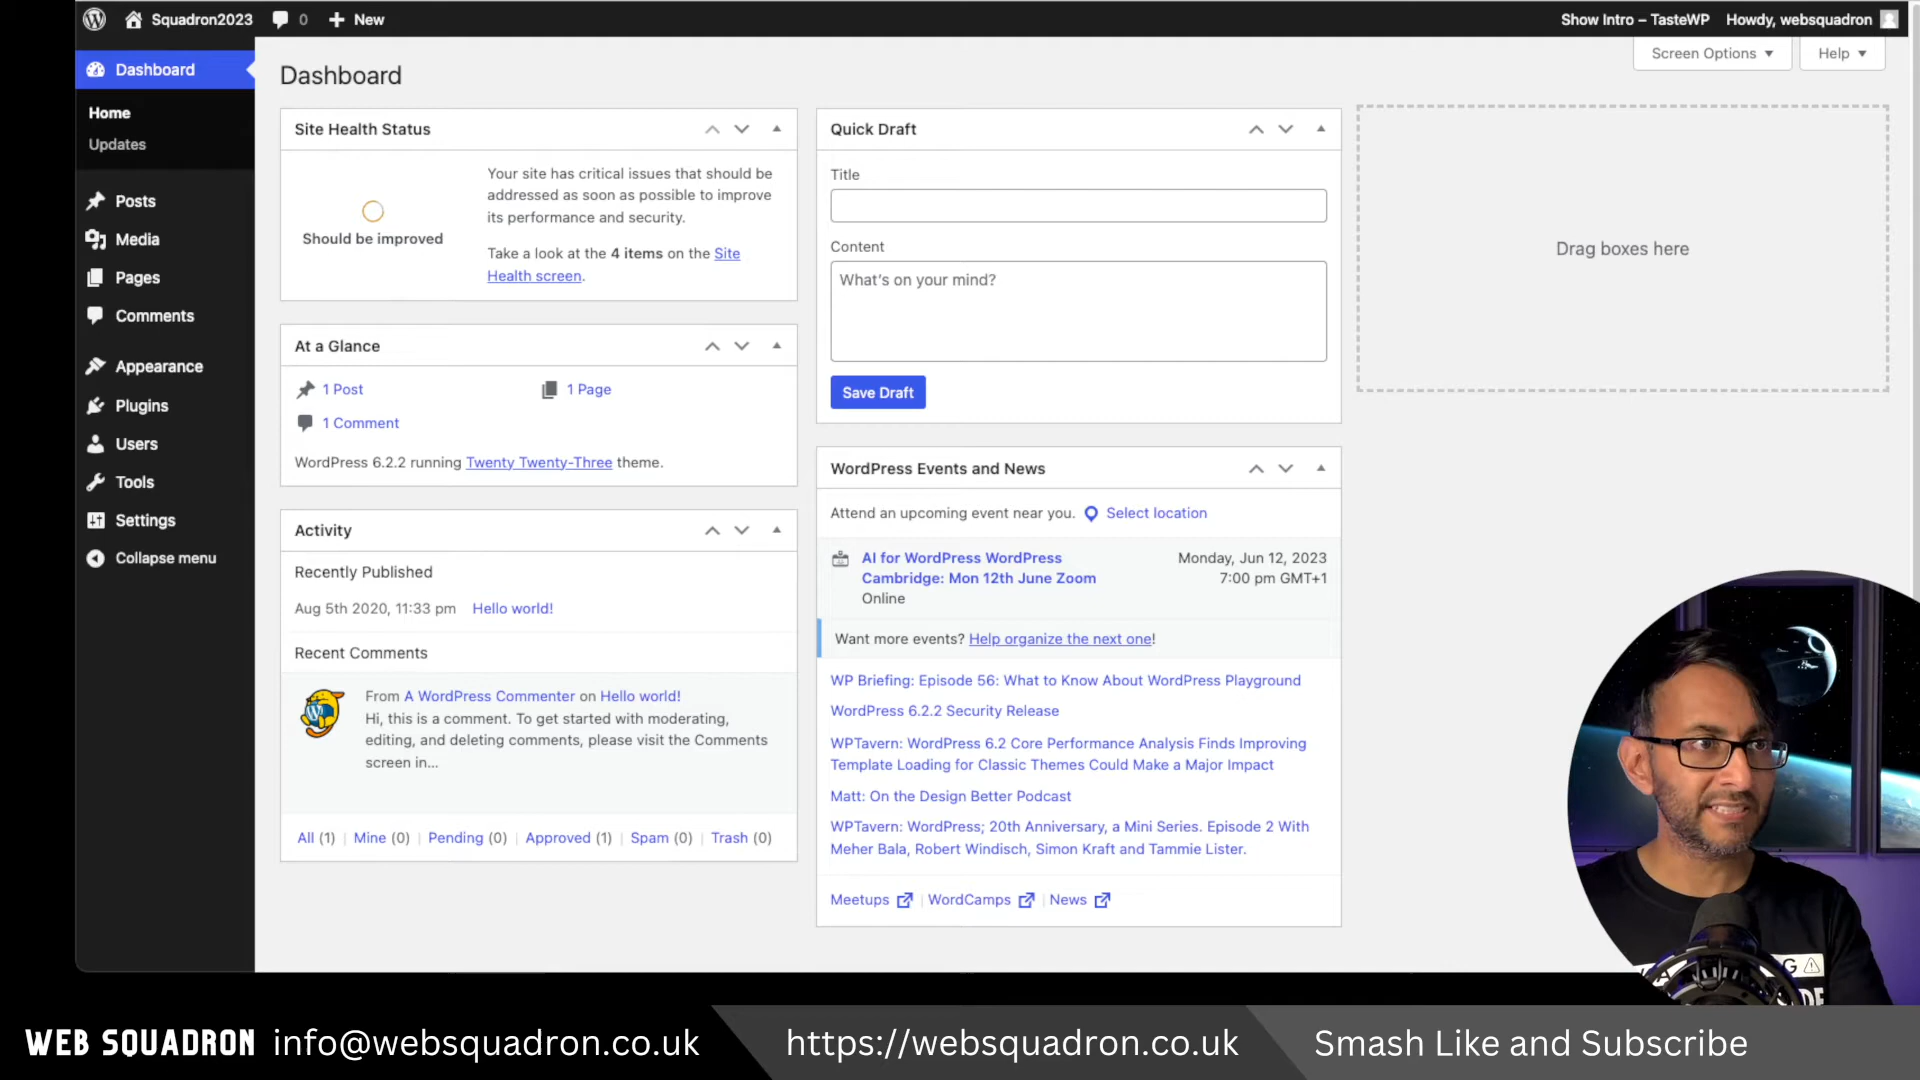 Squadron2023
0
New
Show Intro – TasteWP
Howdy, websquadron
Dashboard
Home
Updates
Posts
Media
Pages
Comments
Appearance
Plugins
Users
Tools
Settings
Collapse menu
Screen Options
Help
Dashboard
Site Health Status
Should be improved
Your site has critical issues that should be
addressed as soon as possible to improve
its performance and security.
Take a look at the 4 items on the Site
Health screen.
At a Glance
1 Post
1 Page
1 Comment
WordPress 6.2.2 running Twenty Twenty-Three theme.
Activity
Recently Published
Aug 5th 2020, 11:33 pm Hello world!
Recent Comments
From A WordPress Commenter on Hello world!
Hi, this is a comment. To get started with moderating,
editing, and deleting comments, please visit the Comments
screen in...
All (1) | Mine (0) | Pending (0) | Approved (1) | Spam (0) | Trash (0)
Quick Draft
Title
Content
What's on your mind?
Save Draft
WordPress Events and News
Attend an upcoming event near you. Select location
AI for WordPress WordPress
Cambridge: Mon 12th June Zoom
Online
Monday, Jun 12, 2023
7:00 pm GMT+1
Want more events? Help organize the next one!
WP Briefing: Episode 56: What to Know About WordPress Playground
WordPress 6.2.2 Security Release
WPTavern: WordPress 6.2 Core Performance Analysis Finds Improving
Template Loading for Classic Themes Could Make a Major Impact
Matt: On the Design Better Podcast
WPTavern: WordPress; 20th Anniversary, a Mini Series. Episode 2 With
Meher Bala, Robert Windisch, Simon Kraft and Tammie Lister.
Meetups | WordCamps | News
Drag boxes here
WEB SQUADRON info@websquadron.co.uk
https://websquadron.co.uk
Smash Like and Subscribe